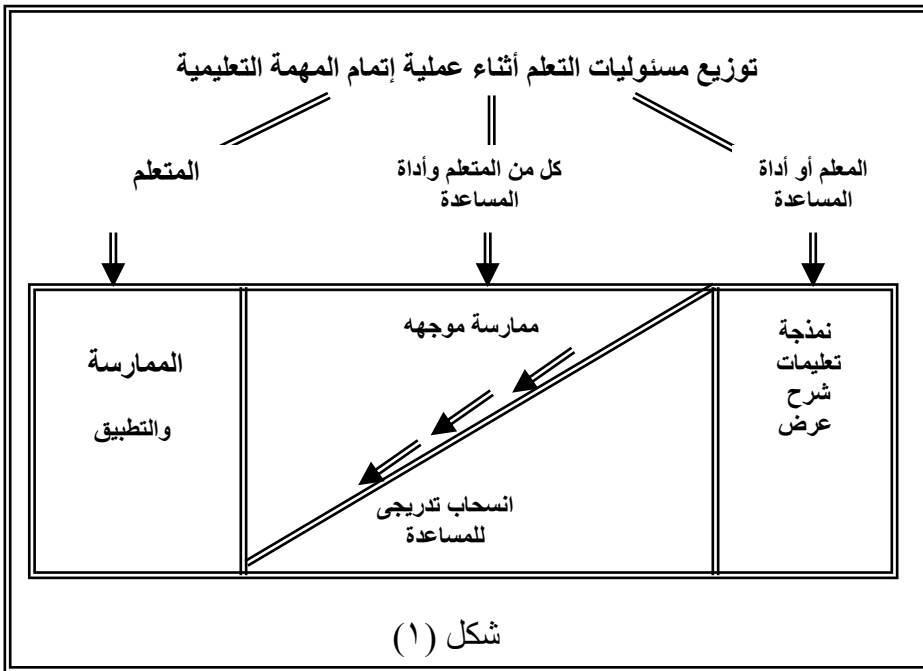 توزيع مسئوليات التعلم أثناء عملية إتمام المهمة التعليمية
المعلم أو أداة
المساعدة
كل من المتعلم وأداة
المساعدة
المتعلم
نمذجة
تعليمات
شرح
عرض
ممارسة موجهه
انسحاب تدريجى
للمساعدة
الممارسة
والتطبيق
شكل (١)